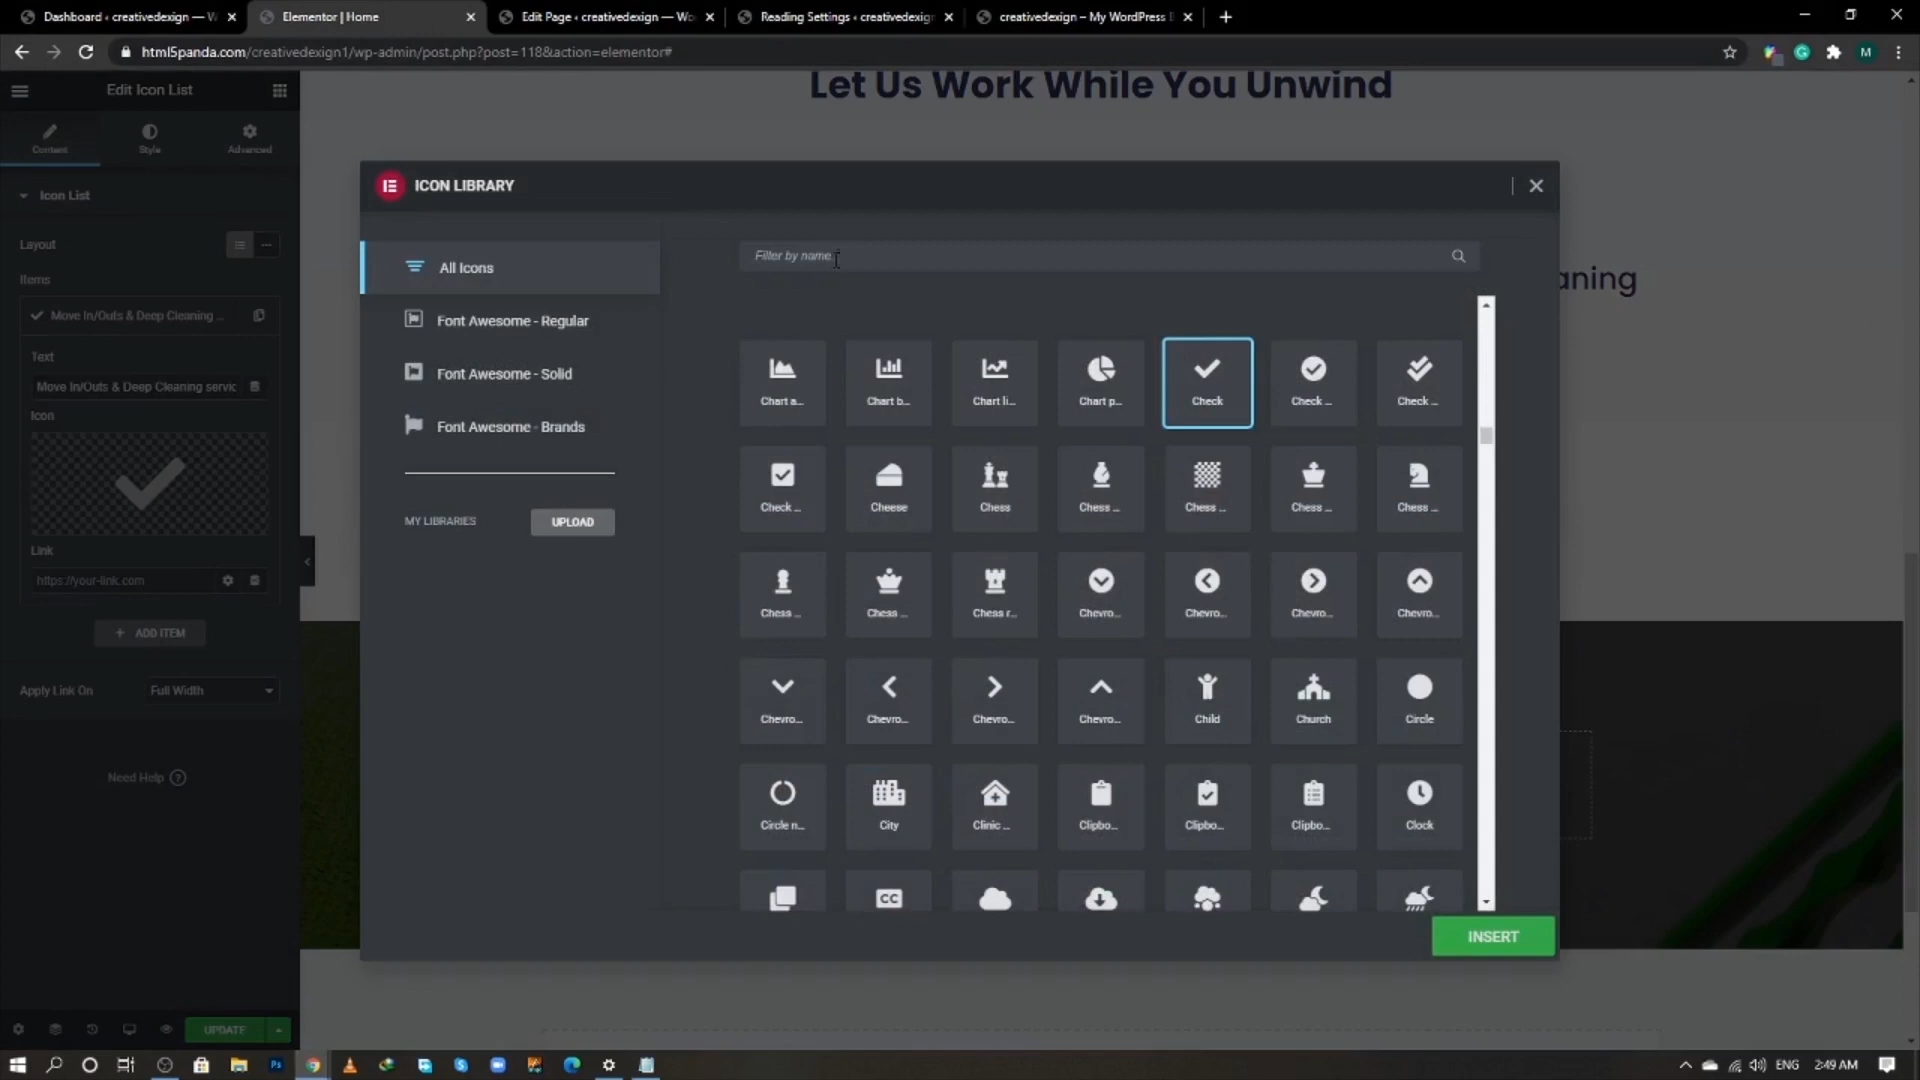 Dashboard ‹ creativedexign — W
Elementor | Home
Edit Page ‹ creativedexign — Wo
Reading Settings ‹ creativedexign
creativedexign – My WordPress B
html5panda.com/creativedexign1/wp-admin/post.php?post=118&action=elementor#
M
Edit Icon List
Content
Style
Advanced
Icon List
Layout
Items
Move In/Outs & Deep Cleaning ...
Text
Move In/Outs & Deep Cleaning servic
Icon
Link
https://your-link.com
+ ADD ITEM
Apply Link On
Full Width
Need Help ?
UPDATE
Let Us Work While You Unwind
aning
ICON LIBRARY
All Icons
Font Awesome - Regular
Font Awesome - Solid
Font Awesome - Brands
MY LIBRARIES
UPLOAD
Filter by name...
Chart a...
Chart b...
Chart li...
Chart p...
Check
Check ...
Check ...
Check ...
Cheese
Chess
Chess ...
Chess ...
Chess ...
Chess ...
Chess ...
Chess ...
Chess r...
Chevro...
Chevro...
Chevro...
Chevro...
Chevro...
Chevro...
Chevro...
Chevro...
Child
Church
Circle
Circle n...
City
Clinic ...
Clipbo...
Clipbo...
Clipbo...
Clock
CC
INSERT
Ps
ENG
2:49 AM